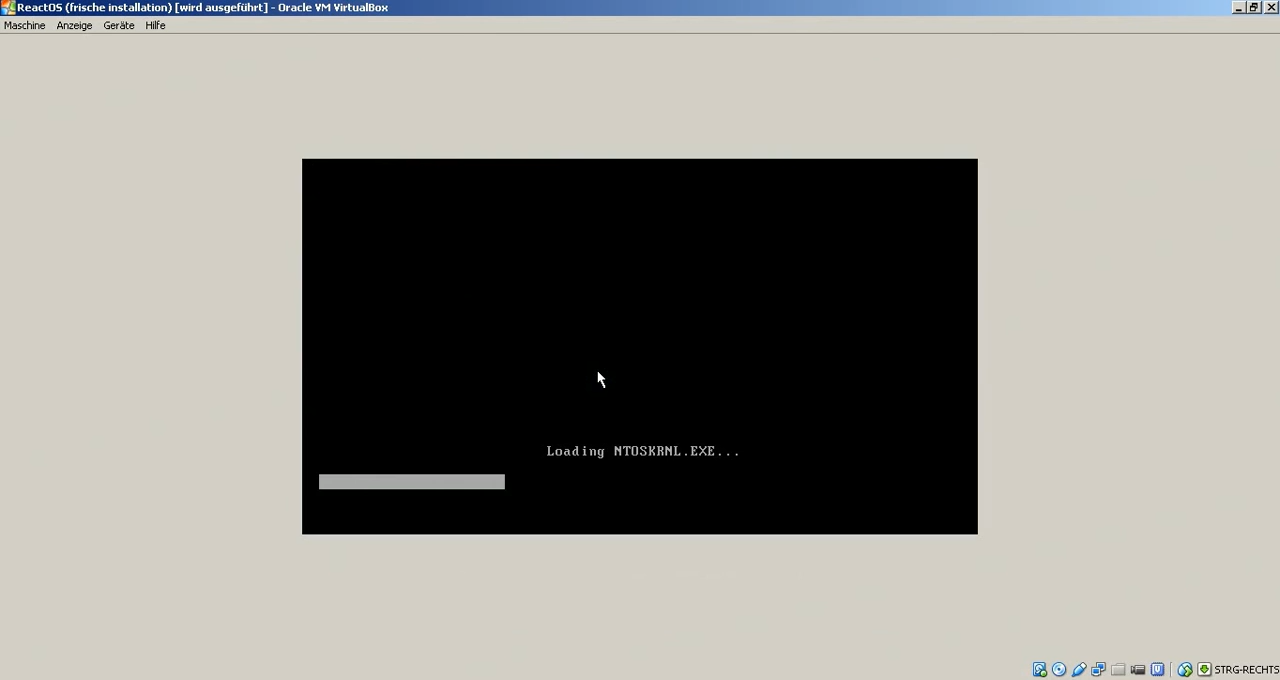 ReactOS (frische installation) [wird ausgeführt] - Oracle VM VirtualBox
Maschine Anzeige Geräte Hilfe
Loading NTOSKRNL.EXE...
STRG-RECHTS